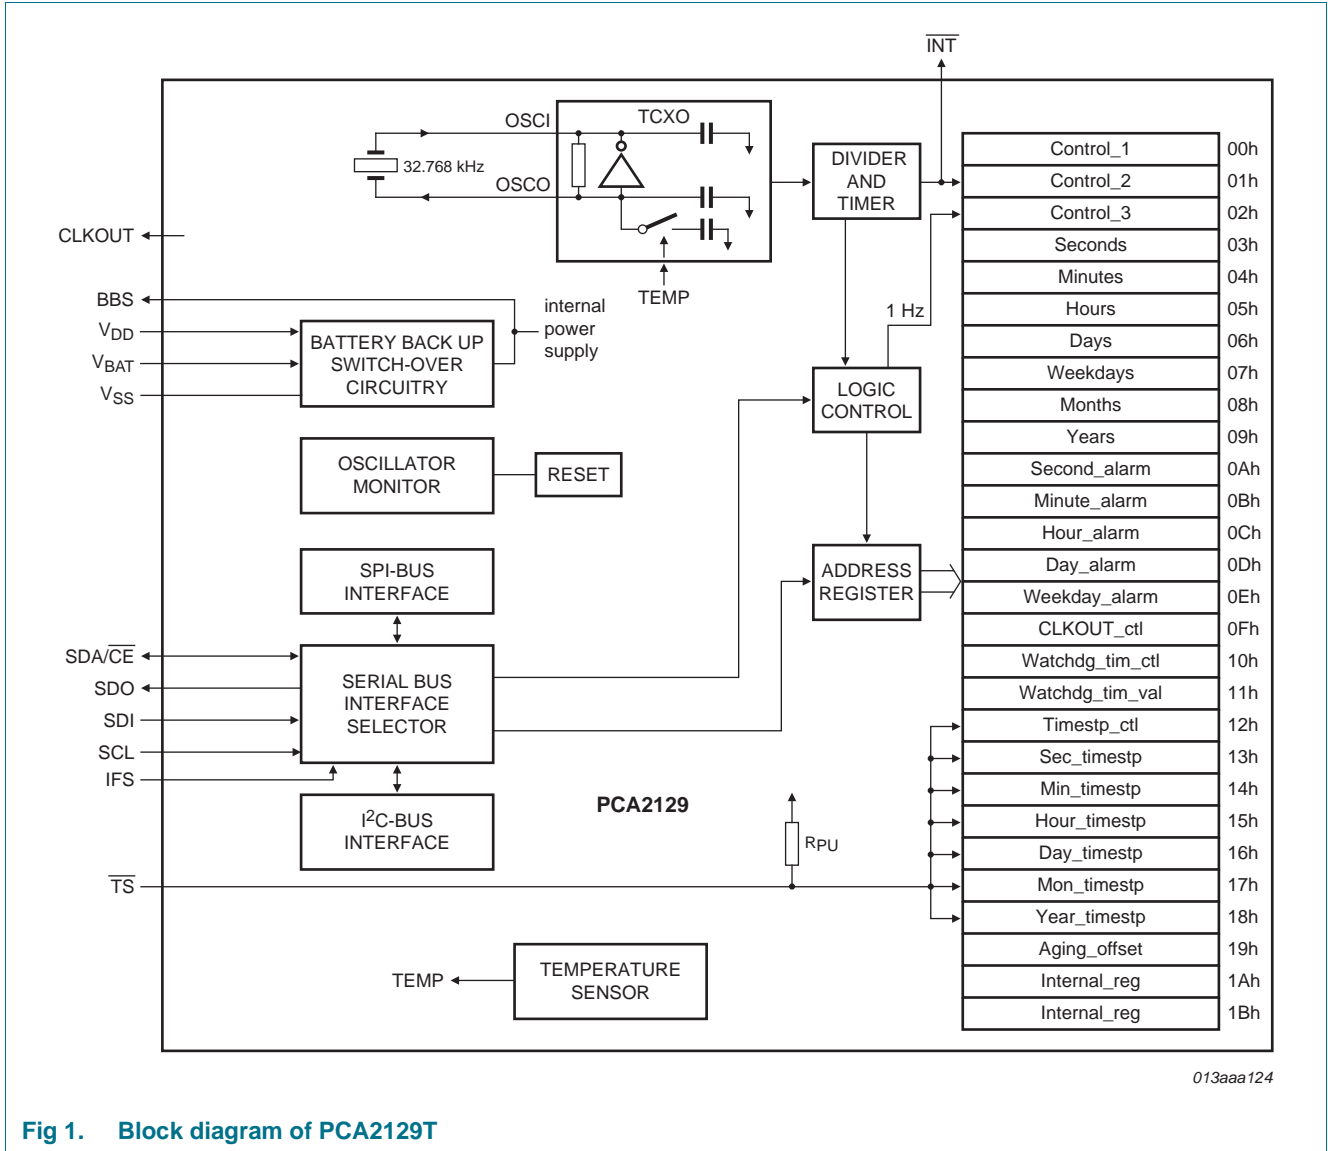 INT
OSCI
TCXO
32.768 kHz
OSCO
TEMP
DIVIDER
AND
TIMER
CLKOUT
BBS
VDD
VBAT
VSS
BATTERY BACK UP
SWITCH-OVER
CIRCUITRY
internal
power
supply
1 Hz
LOGIC
CONTROL
OSCILLATOR
MONITOR
RESET
SPI-BUS
INTERFACE
ADDRESS
REGISTER
SDA/CE
SDO
SDI
SCL
IFS
SERIAL BUS
INTERFACE
SELECTOR
I2C-BUS
INTERFACE
PCA2129
RPU
TS
TEMP
TEMPERATURE
SENSOR
Control_1 00h
Control_2 01h
Control_3 02h
Seconds 03h
Minutes 04h
Hours 05h
Days 06h
Weekdays 07h
Months 08h
Years 09h
Second_alarm 0Ah
Minute_alarm 0Bh
Hour_alarm 0Ch
Day_alarm 0Dh
Weekday_alarm 0Eh
CLKOUT_ctl 0Fh
Watchdg_tim_ctl 10h
Watchdg_tim_val 11h
Timestp_ctl 12h
Sec_timestp 13h
Min_timestp 14h
Hour_timestp 15h
Day_timestp 16h
Mon_timestp 17h
Year_timestp 18h
Aging_offset 19h
Internal_reg 1Ah
Internal_reg 1Bh
013aaa124
Fig 1. Block diagram of PCA2129T